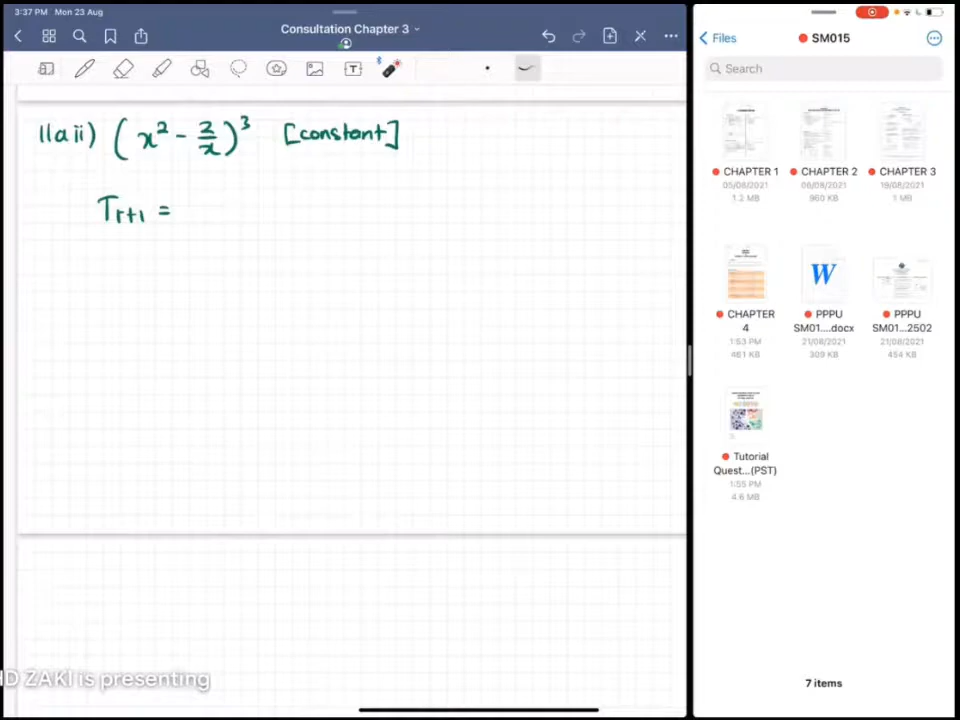 3:37 PM Mon 23 Aug
Consultation Chapter 3
11a ii) (x² - 2/x)³ [constant]
Tr+1 =
Files
SM015
Search
CHAPTER 1
05/08/2021
1.2 MB
CHAPTER 2
06/08/2021
960 KB
CHAPTER 3
19/08/2021
1 MB
CHAPTER 4
1:53 PM
461 KB
PPPU SM01....docx
21/08/2021
309 KB
PPPU SM01...2502
21/08/2021
454 KB
Tutorial Quest...(PST)
1:55 PM
4.6 MB
7 items
ZAKI is presenting